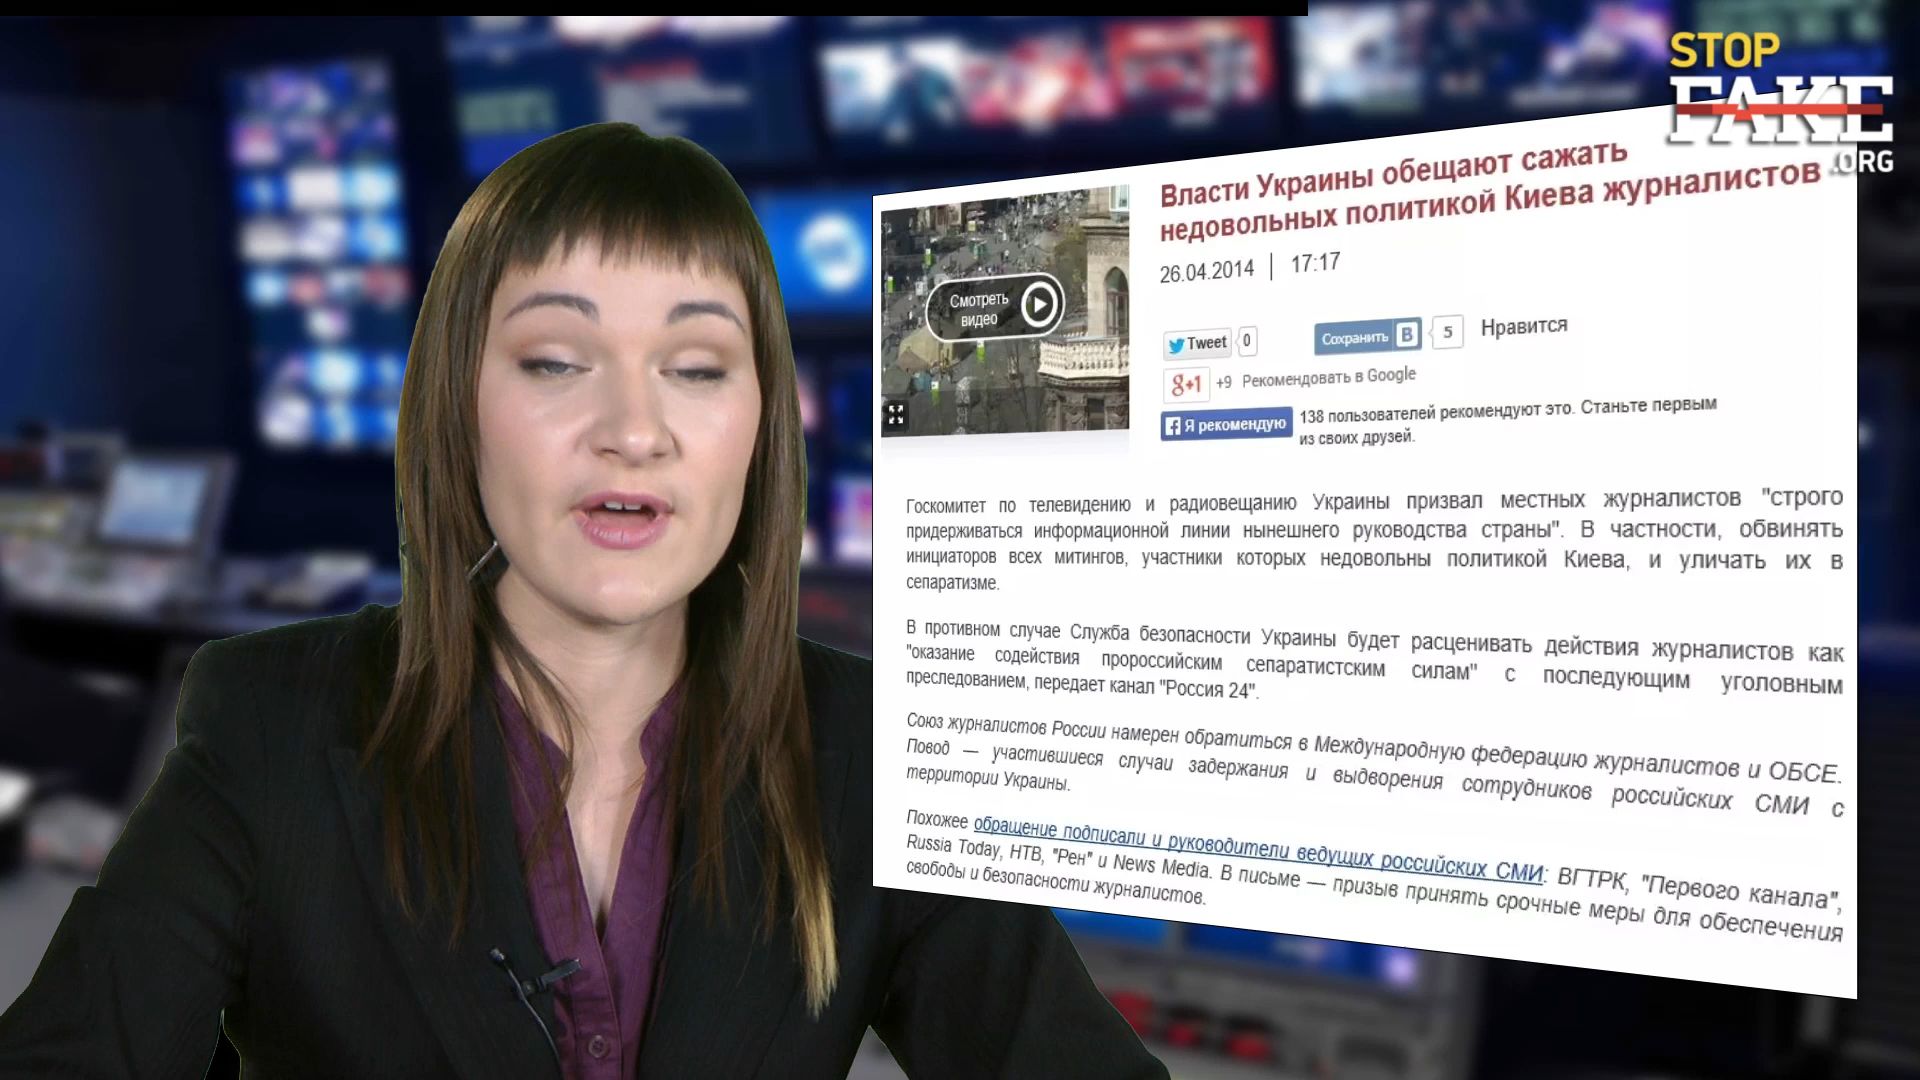 STOP
FAKE
.ORG
Власти Украины обещают сажать
недовольных политикой Киева журналистов
26.04.2014 | 17:17
Смотреть
видео
Tweet 0
Сохранить B 5 Нравится
g+1 +9 Рекомендовать в Google
Я рекомендую 138 пользователей рекомендуют это. Станьте первым
из своих друзей.
Госкомитет по телевидению и радиовещанию Украины призвал местных журналистов "строго
придерживаться информационной линии нынешнего руководства страны". В частности, обвинять
инициаторов всех митингов, участники которых недовольны политикой Киева, и уличать их в
сепаратизме.
В противном случае Служба безопасности Украины будет расценивать действия журналистов как
"оказание содействия пророссийским сепаратистским силам" с последующим уголовным
преследованием, передает канал "Россия 24".
Союз журналистов России намерен обратиться в Международную федерацию журналистов и ОБСЕ.
Повод — участившиеся случаи задержания и выдворения сотрудников российских СМИ с
территории Украины.
Похожее обращение подписали и руководители ведущих российских СМИ: ВГТРК, "Первого канала",
Russia Today, НТВ, "Рен" и News Media. В письме — призыв принять срочные меры для обеспечения
свободы и безопасности журналистов.